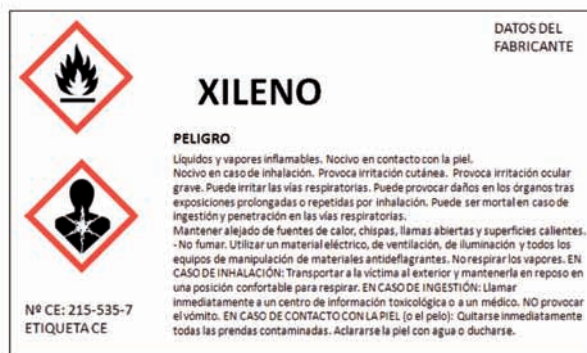 DATOS DEL
FABRICANTE
XILENO
PELIGRO
Líquidos y vapores inflamables. Nocivo en contacto con la piel.
Nocivo en caso de inhalación. Provoca irritación cutánea. Provoca irritación ocular
grave. Puede irritar las vías respiratorias. Puede provocar daños en los órganos tras
exposiciones prolongadas o repetidas por inhalación. Puede ser mortal en caso de
ingestión y penetración en las vías respiratorias.
Mantener alejado de fuentes de calor, chispas, llamas abiertas y superficies calientes.
- No fumar. Utilizar un material eléctrico, de ventilación, de iluminación y todos los
equipos de manipulación de materiales antideflagrantes. No respirar los vapores. EN
CASO DE INHALACIÓN: Transportar a la víctima al exterior y mantenerla en reposo en
una posición confortable para respirar. EN CASO DE INGESTIÓN: Llamar
inmediatamente a un centro de información toxicológica o a un médico. NO provocar
el vómito. EN CASO DE CONTACTO CON LA PIEL (o el pelo): Quitarse inmediatamente
todas las prendas contaminadas. Aclararse la piel con agua o ducharse.
Nº CE: 215-535-7
ETIQUETA CE